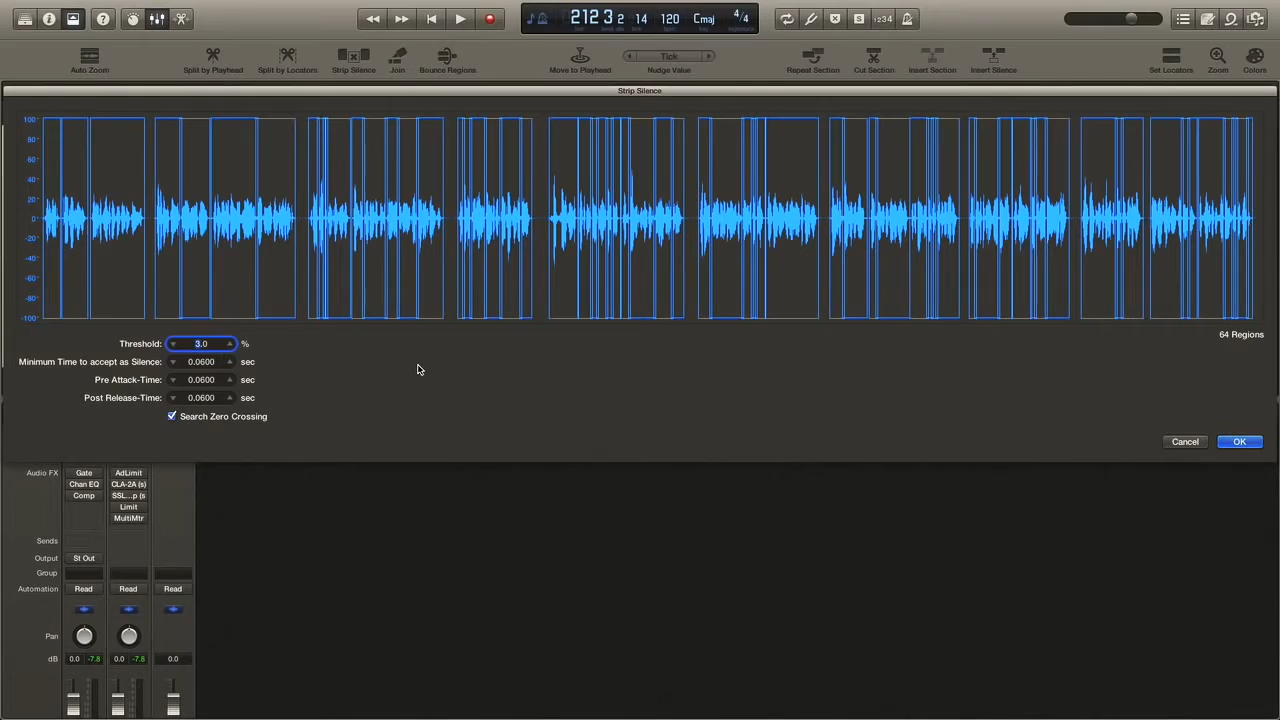 212 3 2 14 120 Cmaj 4/4
1234
Auto Zoom Split by Playhead Split by Locators Strip Silence Join Bounce Regions Move to Playhead Tick Nudge Value Repeat Section Cut Section Insert Section Insert Silence Set Locators Zoom Colors
Strip Silence
100
80
60
40
20
0
-20
-40
-60
-80
-100
64 Regions
Threshold: 3.0 %
Minimum Time to accept as Silence: 0.0600 sec
Pre Attack-Time: 0.0600 sec
Post Release-Time: 0.0600 sec
Search Zero Crossing
Cancel OK
Audio FX Gate AdLimit
Chan EQ CLA-2A (s)
Comp SSL...p (s
Limit
MultiMtr
Sends
Output St Out
Group
Automation Read Read Read
Pan
dB 0.0 -7.8 0.0 -7.8 0.0